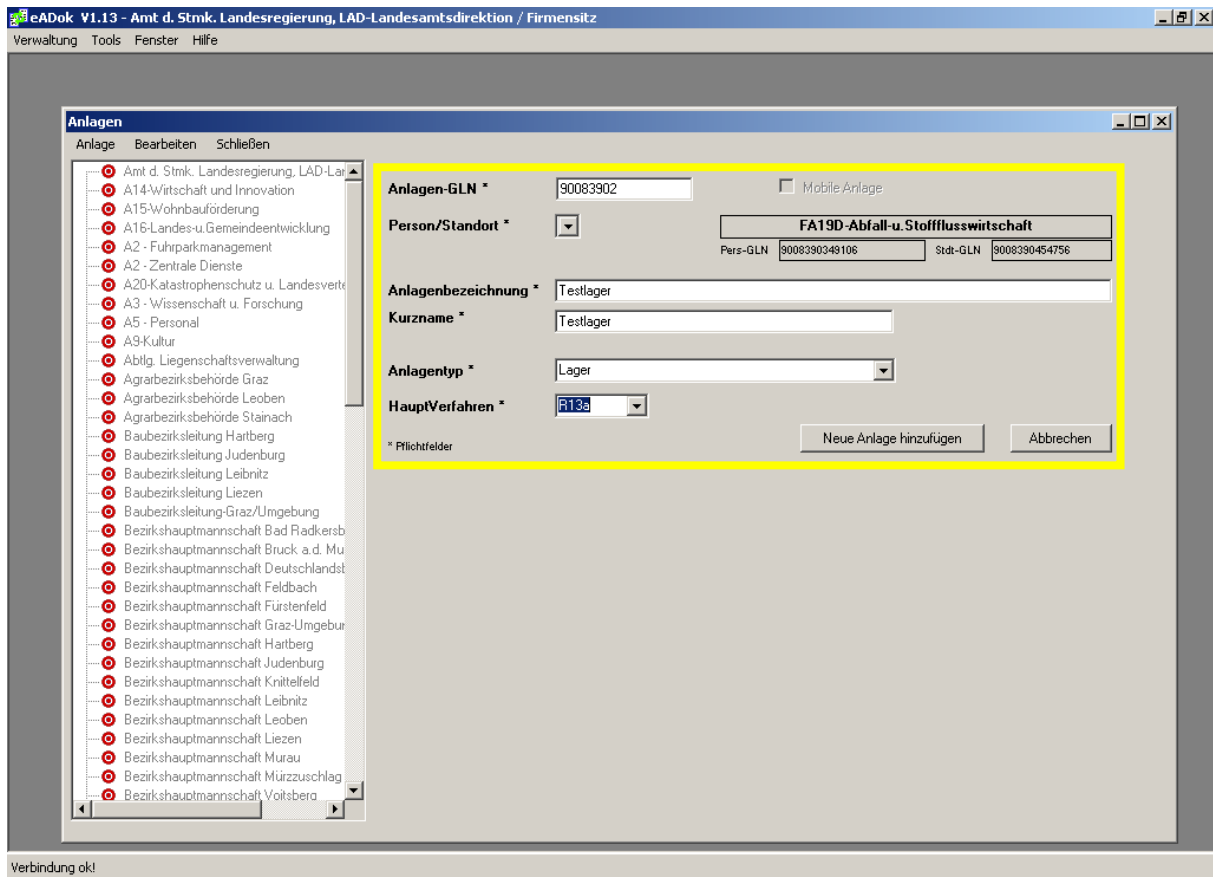 eADok V1.13 - Amt d. Stmk. Landesregierung, LAD-Landesamtsdirektion / Firmensitz
Verwaltung Tools Fenster Hilfe
Anlagen
Anlage Bearbeiten Schließen
Amt d. Stmk. Landesregierung, LAD-Lar
A14-Wirtschaft und Innovation
A15-Wohnbauförderung
A16-Landes-u.Gemeindeentwicklung
A2 - Fuhrparkmanagement
A2 - Zentrale Dienste
A20-Katastrophenschutz u. Landesverte
A3 - Wissenschaft u. Forschung
A5 - Personal
A9-Kultur
Abtlg. Liegenschaftsverwaltung
Agrarbezirksbehörde Graz
Agrarbezirksbehörde Leoben
Agrarbezirksbehörde Stainach
Baubezirksleitung Hartberg
Baubezirksleitung Judenburg
Baubezirksleitung Leibnitz
Baubezirksleitung Liezen
Baubezirksleitung-Graz/Umgebung
Bezirkshauptmannschaft Bad Radkersb
Bezirkshauptmannschaft Bruck a.d. Mu
Bezirkshauptmannschaft Deutschlandst
Bezirkshauptmannschaft Feldbach
Bezirkshauptmannschaft Fürstenfeld
Bezirkshauptmannschaft Graz-Umgebur
Bezirkshauptmannschaft Hartberg
Bezirkshauptmannschaft Judenburg
Bezirkshauptmannschaft Knittelfeld
Bezirkshauptmannschaft Leibnitz
Bezirkshauptmannschaft Leoben
Bezirkshauptmannschaft Liezen
Bezirkshauptmannschaft Murau
Bezirkshauptmannschaft Mürzzuschlag
Bezirkshauptmannschaft Voitsberg
Anlagen-GLN * 90083902 Mobile Anlage
Person/Standort * FA19D-Abfall-u.Stoffflusswirtschaft
Pers-GLN 9008390349106 Stdt-GLN 9008390454756
Anlagenbezeichnung * Testlager
Kurzname * Testlager
Anlagentyp * Lager
HauptVerfahren * R13a
* Pflichtfelder Neue Anlage hinzufügen Abbrechen
Verbindung ok!